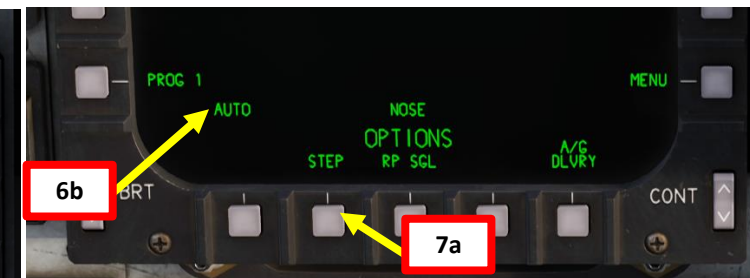 PROG 1
MENU
AUTO
NOSE
OPTIONS
A/G
STEP
RP SGL
DLVRY
6b
BRT
CONT
7a